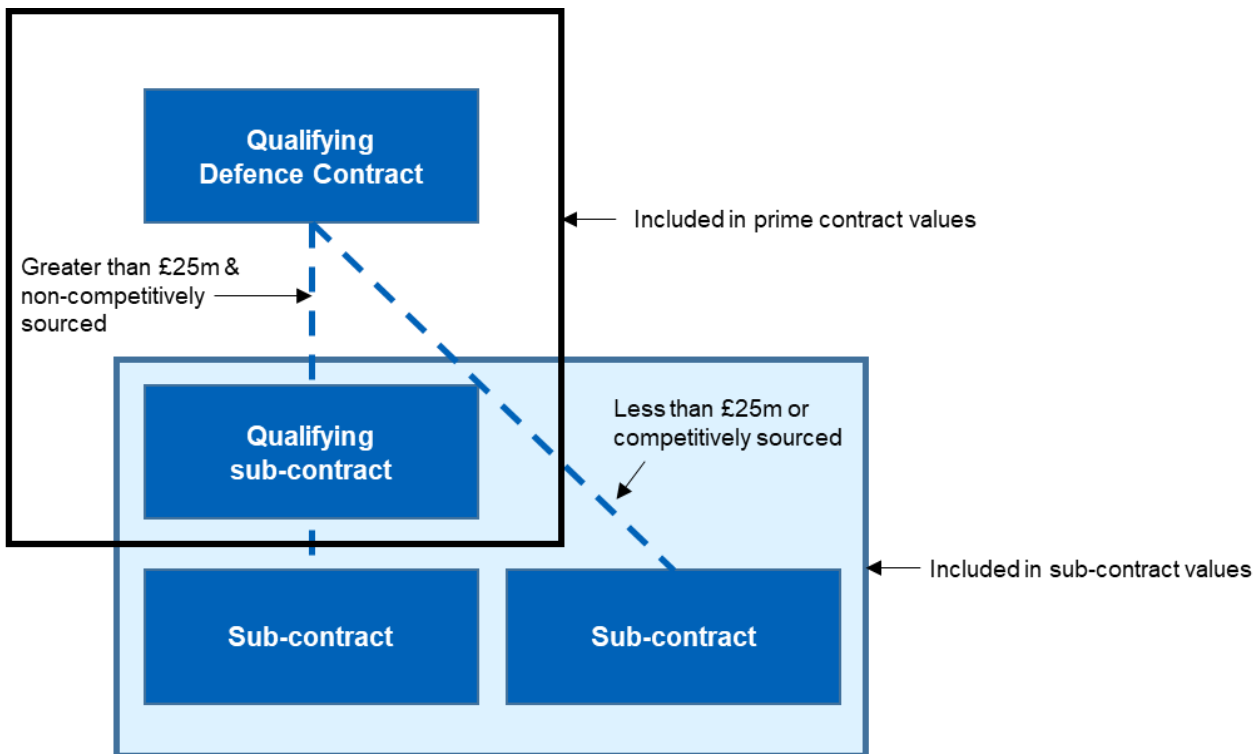 Qualifying
Defence Contract
Included in prime contract values
Greater than £25m &
non-competitively
sourced
Qualifying
sub-contract
Less than £25m or
competitively sourced
Included in sub-contract values
Sub-contract
Sub-contract